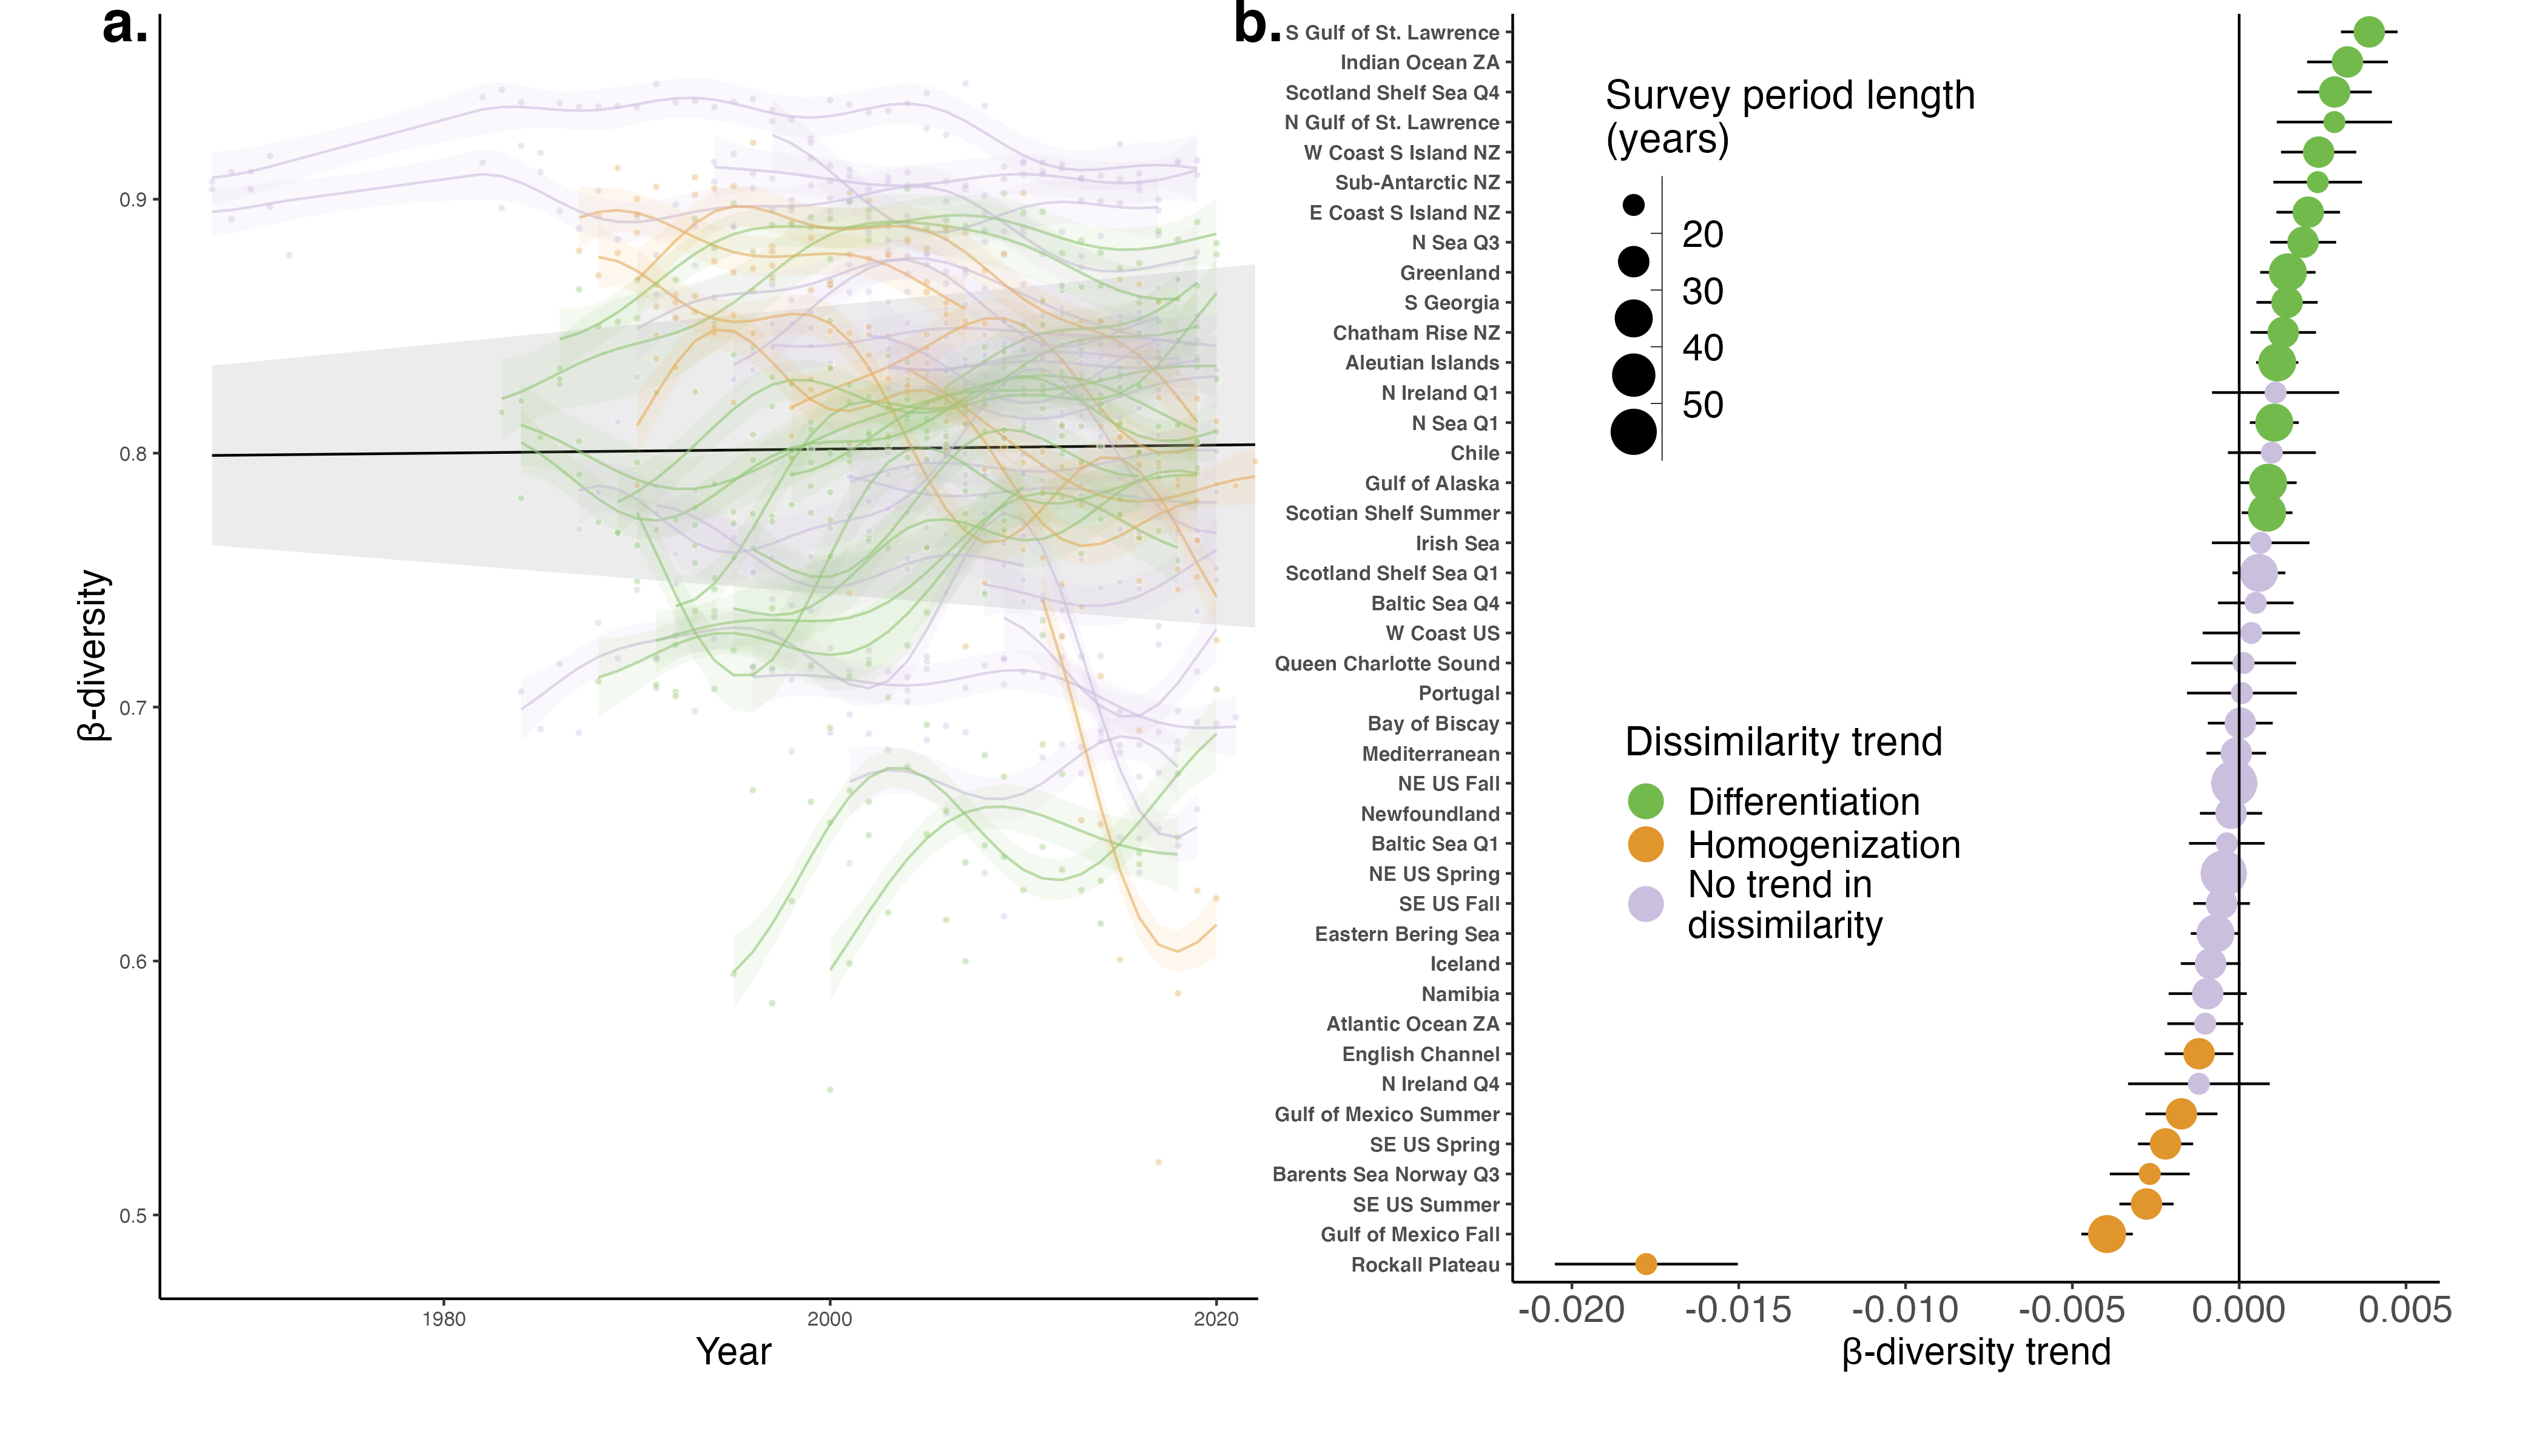 a.
β-diversity
0.9
0.8
0.7
0.6
0.5
1980
2000
2020
Year
b.
S Gulf of St. Lawrence
Indian Ocean ZA
Scotland Shelf Sea Q4
N Gulf of St. Lawrence
W Coast S Island NZ
Sub-Antarctic NZ
E Coast S Island NZ
N Sea Q3
Greenland
S Georgia
Chatham Rise NZ
Aleutian Islands
N Ireland Q1
N Sea Q1
Chile
Gulf of Alaska
Scotian Shelf Summer
Irish Sea
Scotland Shelf Sea Q1
Baltic Sea Q4
W Coast US
Queen Charlotte Sound
Portugal
Bay of Biscay
Mediterranean
NE US Fall
Newfoundland
Baltic Sea Q1
NE US Spring
SE US Fall
Eastern Bering Sea
Iceland
Namibia
Atlantic Ocean ZA
English Channel
N Ireland Q4
Gulf of Mexico Summer
SE US Spring
Barents Sea Norway Q3
SE US Summer
Gulf of Mexico Fall
Rockall Plateau
Survey period length
(years)
20
30
40
50
Dissimilarity trend
Differentiation
Homogenization
No trend in
dissimilarity
-0.020
-0.015
-0.010
-0.005
0.000
0.005
β-diversity trend